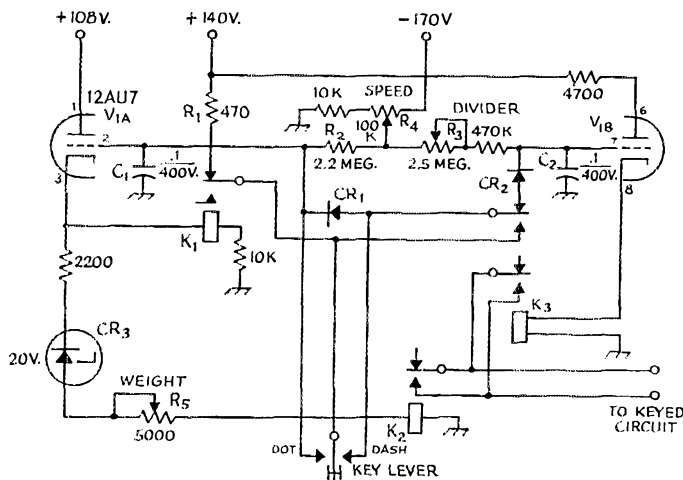 +108V.
+140V.
-170V
12AU7
V1A
1
2
3
R1
470
10K
SPEED
R4
100
K
DIVIDER
R3
4700
6
V1B
7
8
R2
2.2 MEG.
2.5 MEG.
470K
C1
.1
400V.
CR1
CR2
C2
.1
400V.
K1
10K
2200
K3
CR3
20V.
WEIGHT
R5
5000
K2
TO KEYED
CIRCUIT
DOT
DASH
KEY LEVER